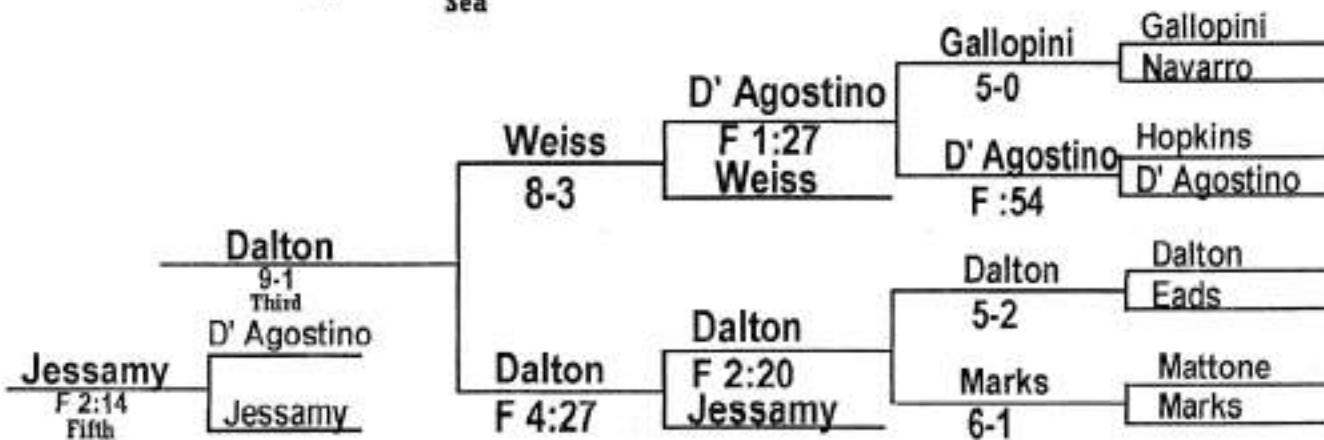 Sea
Gallopini
Gallopini
5-0
Navarro
D' Agostino
F 1:27
Weiss
Hopkins
D' Agostino
F :54
D' Agostino
Weiss
8-3
Dalton
9-1
Third
Dalton
Dalton
5-2
Eads
Dalton
F 2:20
Jessamy
Mattone
Marks
6-1
Marks
Dalton
F 4:27
D' Agostino
Jessamy
F 2:14
Fifth
Jessamy